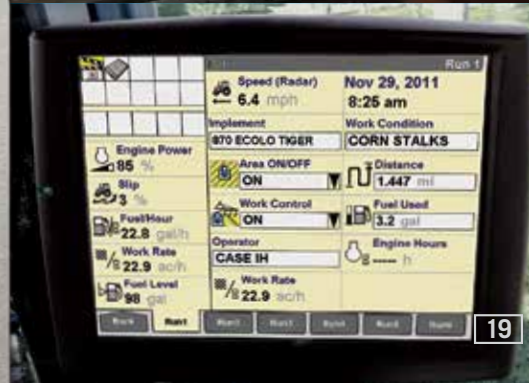 Run 1
Speed (Radar)
6.4 mph
Nov 29, 2011
8:25 am
Implement
870 ECOLO TIGER
Work Condition
CORN STALKS
Engine Power
85 %
Area ON/OFF
ON
Distance
1.447 mi
Slip
3 %
Work Control
ON
Fuel Used
3.2 gal
Fuel/Hour
22.8 gal/h
Operator
CASE IH
Engine Hours
----- h
Work Rate
22.9 ac/h
Work Rate
22.9 ac/h
Fuel Level
98 gal
Back
Run1
19